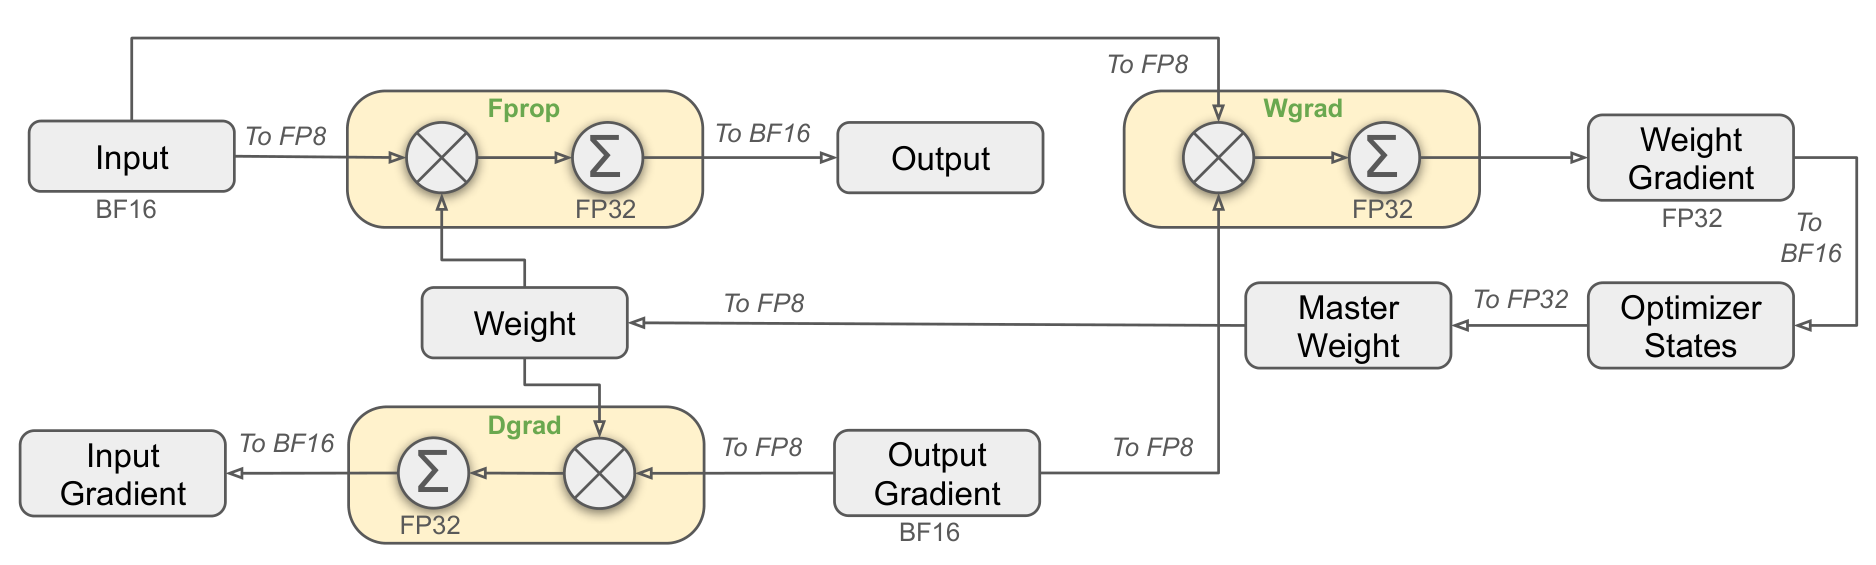 To FP8
Fprop
Wgrad
To FP8
To BF16
Input
Σ
Output
Σ
Weight
Gradient
BF16
FP32
FP32
FP32
To
BF16
Weight
To FP8
Master
Weight
To FP32
Optimizer
States
Dgrad
Input
Gradient
To BF16
Σ
FP32
To FP8
Output
Gradient
BF16
To FP8